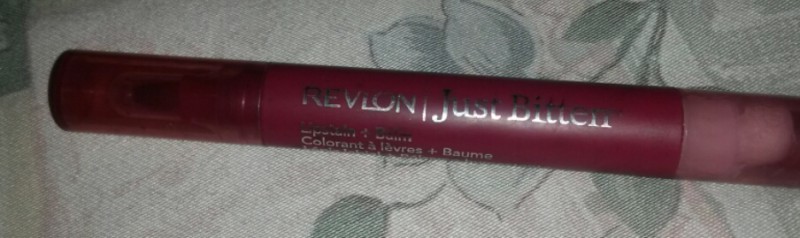 REVLON | Just Bitten
Lipstain + Balm
Colorant à lèvres + Baume